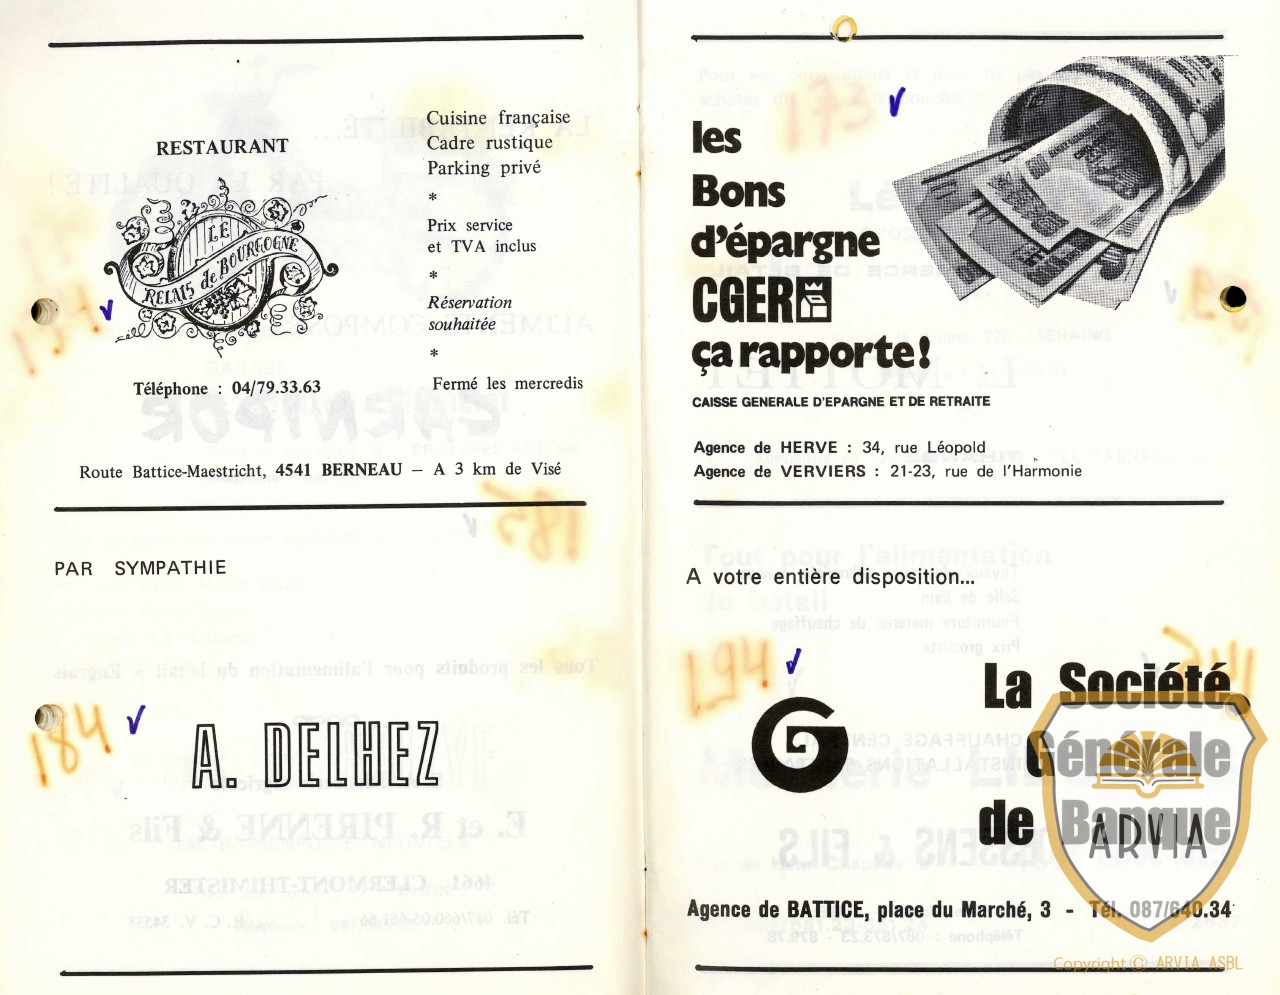 RESTAURANT
LE
RELAIS de BOURGOGNE
Téléphone : 04/79.33.63
Cuisine française
Cadre rustique
Parking privé
*
Prix service
et TVA inclus
*
Réservation
souhaitée
*
Fermé les mercredis
Route Battice-Maestricht, 4541 BERNEAU – A 3 km de Visé
PAR SYMPATHIE
184
A. DELHEZ
les
Bons
d'épargne
CGER
ça rapporte!
CAISSE GENERALE D'EPARGNE ET DE RETRAITE
Agence de HERVE : 34, rue Léopold
Agence de VERVIERS : 21-23, rue de l'Harmonie
A votre entière disposition...
La Société
Générale
de Banque
ARVIA
Agence de BATTICE, place du Marché, 3 - Tél. 087/640.34
Copyright © ARVIA ASBL